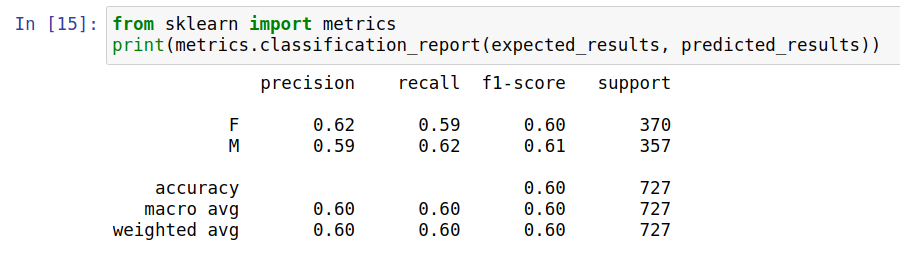 In [15]: from sklearn import metrics
print(metrics.classification_report(expected_results, predicted_results))
precision recall f1-score support
F 0.62 0.59 0.60 370
M 0.59 0.62 0.61 357
accuracy 0.60 727
macro avg 0.60 0.60 0.60 727
weighted avg 0.60 0.60 0.60 727